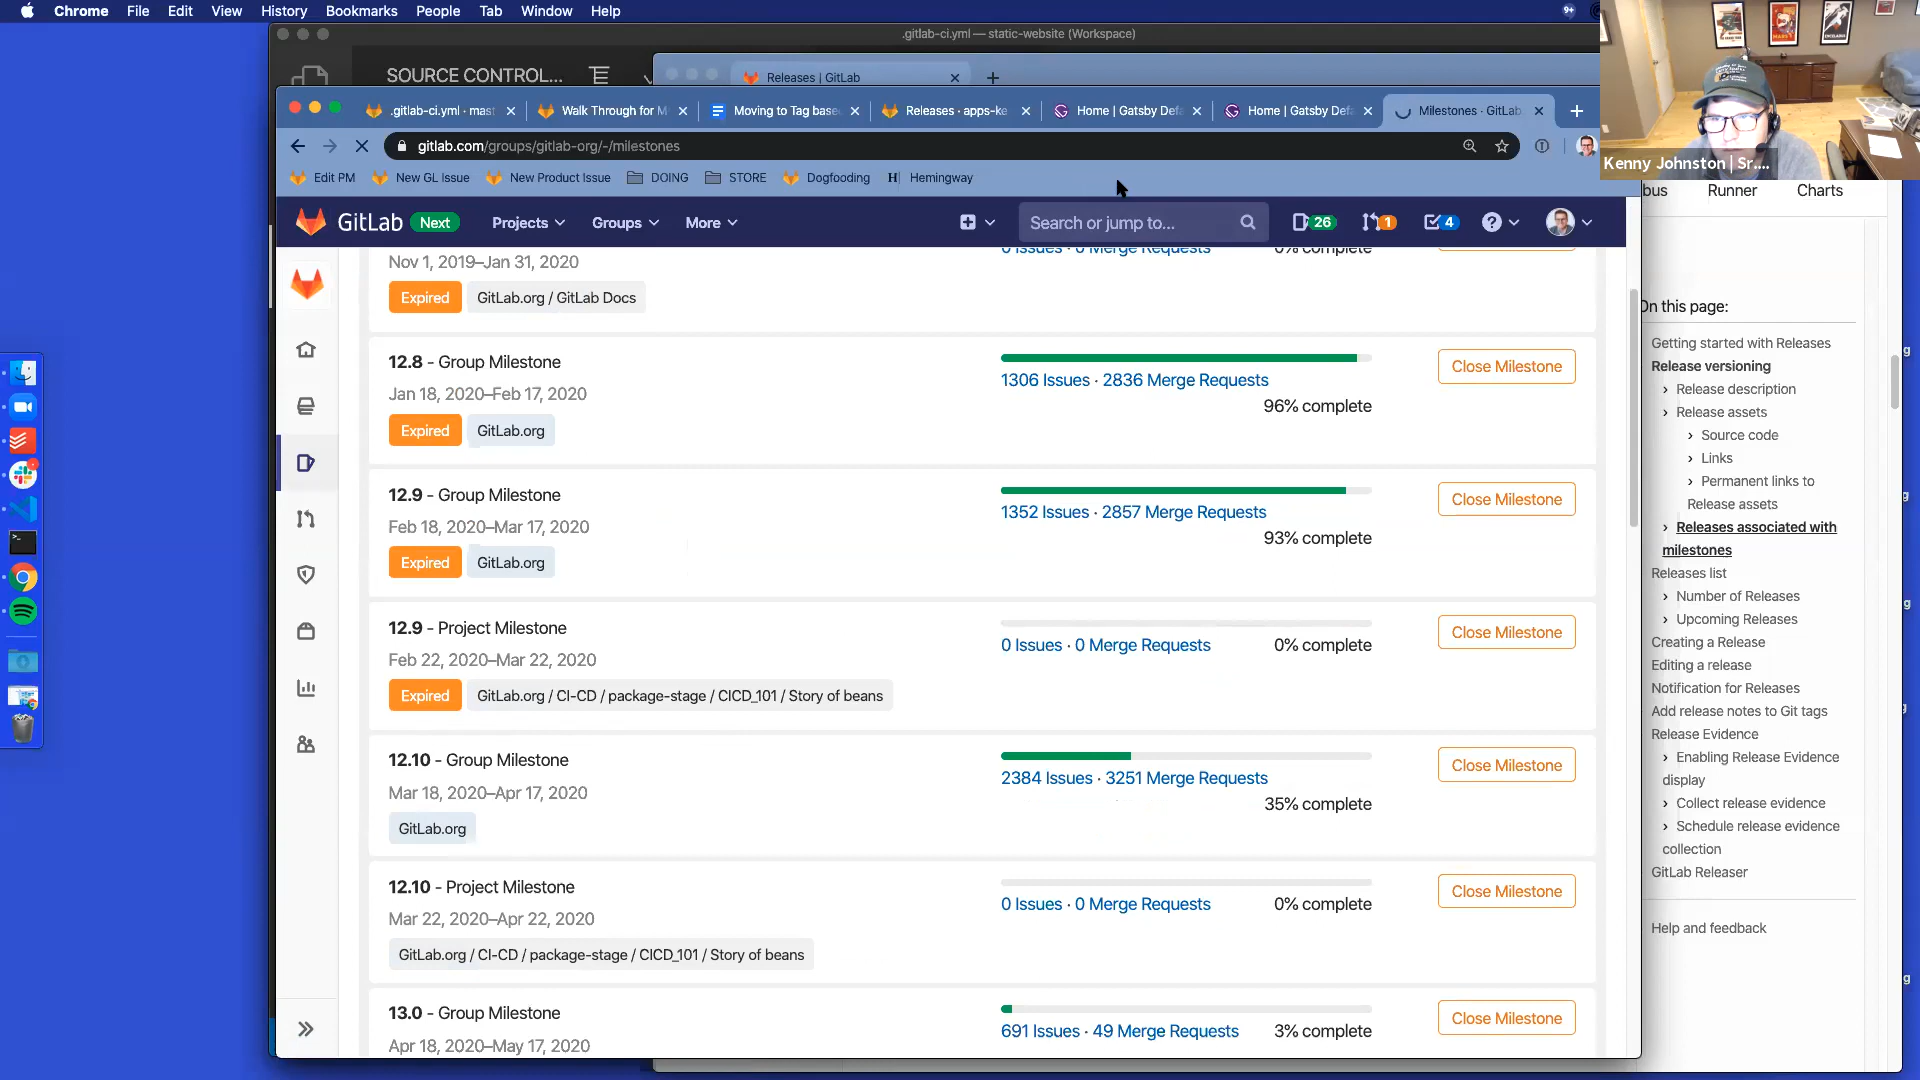 Chrome File Edit View History Bookmarks People Tab Window Help
.gitlab-ci.yml — static-website (Workspace)
SOURCE CONTROL...
Releases | GitLab
.gitlab-ci.yml · mast
Walk Through for M
Moving to Tag base
Releases · apps-ke
Home | Gatsby Defa
Home | Gatsby Defa
Milestones · GitLab
gitlab.com/groups/gitlab-org/-/milestones
Edit PM
New GL Issue
New Product Issue
DOING
STORE
Dogfooding
Hemingway
Kenny Johnston | Sr....
GitLab Next Projects Groups More
Search or jump to...
26
1
4
0 Issues · 0 Merge Requests 0% complete
Nov 1, 2019–Jan 31, 2020
Expired GitLab.org / GitLab Docs
12.8 - Group Milestone
Jan 18, 2020–Feb 17, 2020
Expired GitLab.org
1306 Issues · 2836 Merge Requests
96% complete
Close Milestone
12.9 - Group Milestone
Feb 18, 2020–Mar 17, 2020
Expired GitLab.org
1352 Issues · 2857 Merge Requests
93% complete
Close Milestone
12.9 - Project Milestone
Feb 22, 2020–Mar 22, 2020
Expired GitLab.org / CI-CD / package-stage / CICD_101 / Story of beans
0 Issues · 0 Merge Requests 0% complete
Close Milestone
12.10 - Group Milestone
Mar 18, 2020–Apr 17, 2020
GitLab.org
2384 Issues · 3251 Merge Requests
35% complete
Close Milestone
12.10 - Project Milestone
Mar 22, 2020–Apr 22, 2020
GitLab.org / CI-CD / package-stage / CICD_101 / Story of beans
0 Issues · 0 Merge Requests 0% complete
Close Milestone
13.0 - Group Milestone
Apr 18, 2020–May 17, 2020
691 Issues · 49 Merge Requests 3% complete
Close Milestone
bus Runner Charts
On this page:
Getting started with Releases
Release versioning
› Release description
› Release assets
› Source code
› Links
› Permanent links to
Release assets
› Releases associated with
milestones
Releases list
› Number of Releases
› Upcoming Releases
Creating a Release
Editing a release
Notification for Releases
Add release notes to Git tags
Release Evidence
› Enabling Release Evidence
display
› Collect release evidence
› Schedule release evidence
collection
GitLab Releaser
Help and feedback